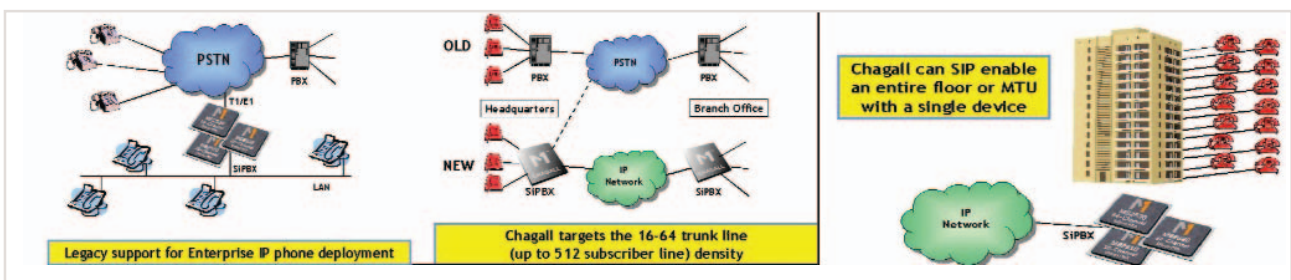 PSTN
PBX
T1/E1
SiPBX
LAN
Legacy support for Enterprise IP phone deployment
OLD
PBX
PSTN
PBX
Headquarters
Branch Office
NEW
SiPBX
IP
Network
SiPBX
Chagall targets the 16-64 trunk line
(up to 512 subscriber line) density
Chagall can SIP enable
an entire floor or MTU
with a single device
IP
Network
SiPBX